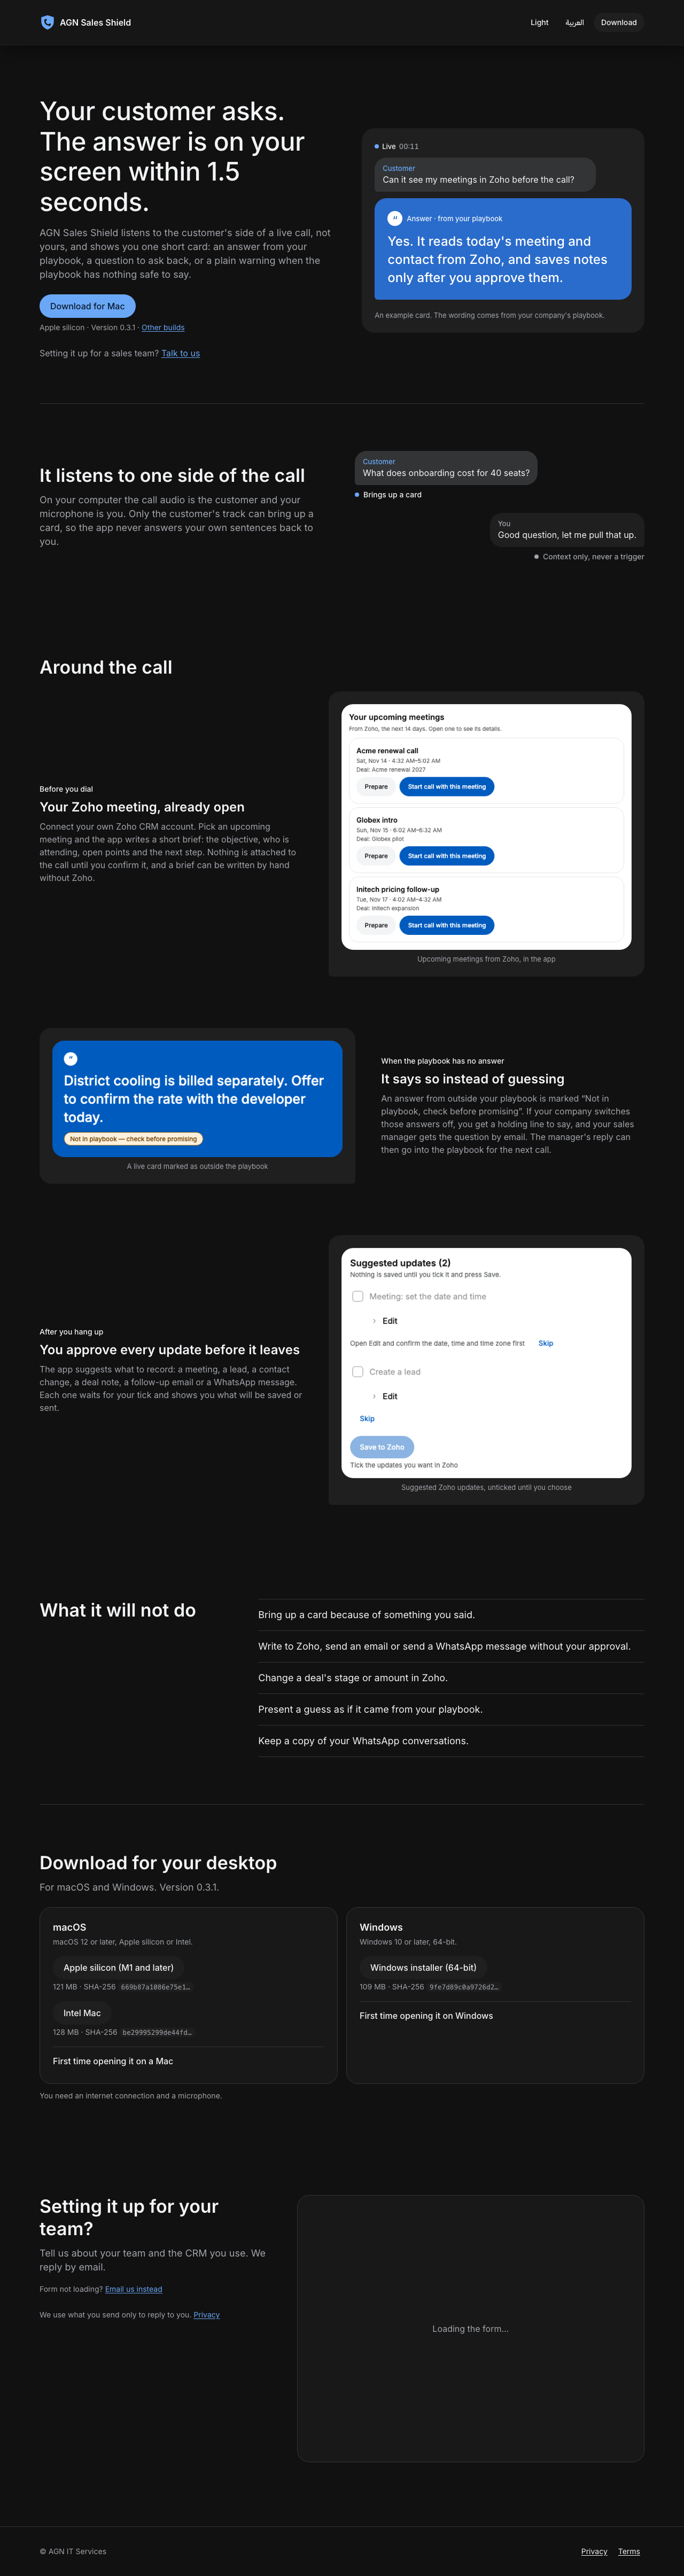 AGN Sales Shield
Light
العربية
Download
Your customer asks.
The answer is on your
screen within 1.5
seconds.
AGN Sales Shield listens to the customer's side of the call, not
yours, and shows you one short card: an answer from your
playbook, a question to ask back, or a plain warning when the
playbook has nothing safe to say.
Download for Mac
Apple silicon · Version 0.3.1 · Other builds
Setting it up for a sales team? Talk to us
Live 00:11
Customer
Can it see my meetings in Zoho before the call?
Answer · from your playbook
Yes. It reads today's meeting and
contact from Zoho, and saves notes
only after you approve them.
An example card. The wording comes from your company's playbook.
It listens to one side of the call
On your computer the call audio is the customer and your
microphone is you. Only the customer's track can bring up a
card, so the app never answers your own sentences back to
you.
Customer
What does onboarding cost for 40 seats?
Brings up a card
You
Good question, let me pull that up.
Context only, never a trigger
Around the call
Before you dial
Your Zoho meeting, already open
Connect your own Zoho CRM account. Pick an upcoming
meeting and the app writes a short brief: the objective, who is
attending, open points and the next step. Nothing is attached to
the call until you confirm it, and a brief can be written by hand
without Zoho.
Your upcoming meetings
From Zoho, the next 14 days. Open one to see its details.
Acme renewal call
Sat, Nov 14 · 4:32 AM–5:02 AM
Deal: Acme renewal 2027
Prepare
Start call with this meeting
Globex intro
Sun, Nov 15 · 6:02 AM–6:32 AM
Deal: Globex pilot
Prepare
Start call with this meeting
Initech pricing follow-up
Tue, Nov 17 · 4:02 AM–4:32 AM
Deal: Initech expansion
Prepare
Start call with this meeting
Upcoming meetings from Zoho, in the app
District cooling is billed separately. Offer
to confirm the rate with the developer
today.
Not in playbook — check before promising
A live card marked as outside the playbook
When the playbook has no answer
It says so instead of guessing
An answer from outside your playbook is marked “Not in
playbook, check before promising”. If your company switches
those answers off, you get a holding line to say, and your sales
manager gets the question by email. The manager's reply can
then go into the playbook for the next call.
After you hang up
You approve every update before it leaves
The app suggests what to record: a meeting, a lead, a contact
change, a deal note, a follow-up email or a WhatsApp message.
Each one waits for your tick and shows you what will be saved or
sent.
Suggested updates (2)
Nothing is saved until you tick it and press Save.
Meeting: set the date and time
Edit
Open Edit and confirm the date, time and time zone first
Skip
Create a lead
Edit
Skip
Save to Zoho
Tick the updates you want in Zoho
Suggested Zoho updates, unticked until you choose
What it will not do
Bring up a card because of something you said.
Write to Zoho, send an email or send a WhatsApp message without your approval.
Change a deal's stage or amount in Zoho.
Present a guess as if it came from your playbook.
Keep a copy of your WhatsApp conversations.
Download for your desktop
For macOS and Windows. Version 0.3.1.
macOS
macOS 12 or later, Apple silicon or Intel.
Apple silicon (M1 and later)
121 MB · SHA-256 669b87a1086e75e1…
Intel Mac
128 MB · SHA-256 be29995299de44fd…
First time opening it on a Mac
Windows
Windows 10 or later, 64-bit.
Windows installer (64-bit)
109 MB · SHA-256 9fe7d89c0a9726d2…
First time opening it on Windows
You need an internet connection and a microphone.
Setting it up for your
team?
Tell us about your team and the CRM you use. We
reply by email.
Form not loading? Email us instead
We use what you send only to reply to you. Privacy
Loading the form…
© AGN IT Services
Privacy
Terms